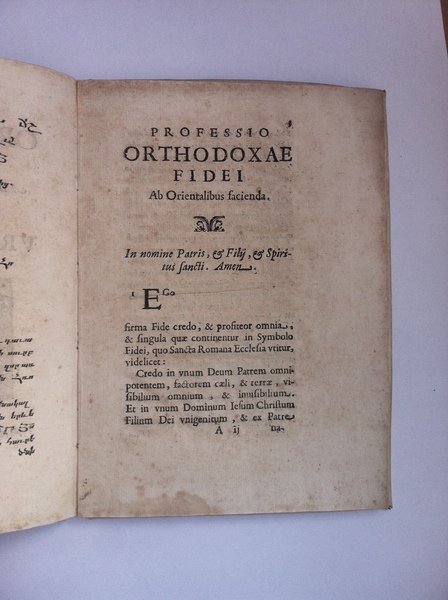 PROFESSIO
ORTHODOXAE
FIDEI
Ab Orientalibus facienda.
In nomine Patris, & Filij, & Spiri-
tus sancti. Amen.
1 EGO
firma Fide credo, & profiteor omnia,
& singula quæ continentur in Symbolo
Fidei, quo Sancta Romana Ecclesia vtitur,
videlicet:
Credo in vnum Deum Patrem omni-
potentem, factorem cæli, & terræ, vi-
sibilium omnium, & inuisibilium.
Et in vnum Dominum Iesum Christum
Filium Dei vnigenitum, & ex Patre
A ij na-